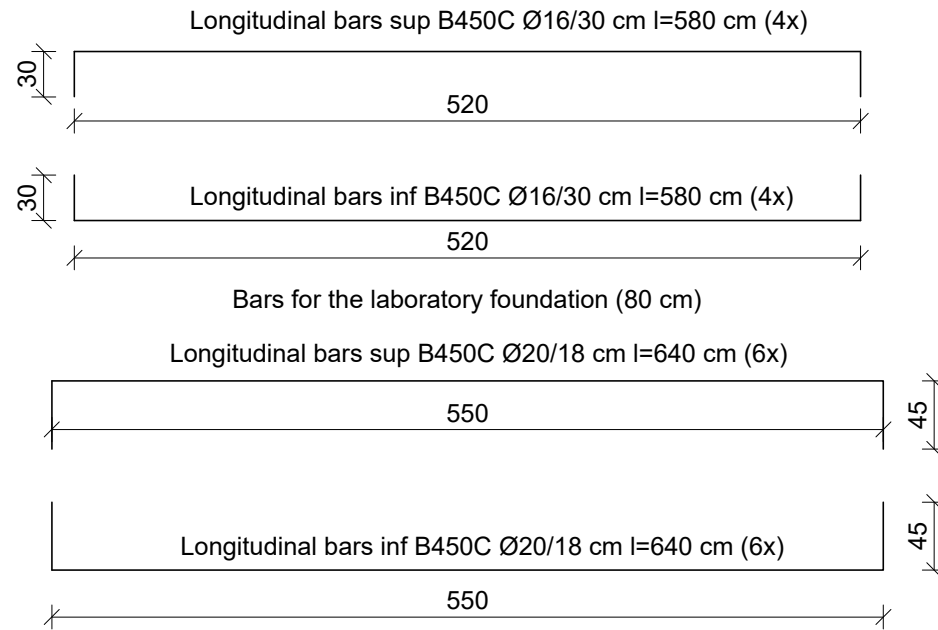 Longitudinal bars sup B450C Ø16/30 cm l=580 cm (4x)
30
520
30
Longitudinal bars inf B450C Ø16/30 cm l=580 cm (4x)
520
Bars for the laboratory foundation (80 cm)
Longitudinal bars sup B450C Ø20/18 cm l=640 cm (6x)
550
45
Longitudinal bars inf B450C Ø20/18 cm l=640 cm (6x)
45
550